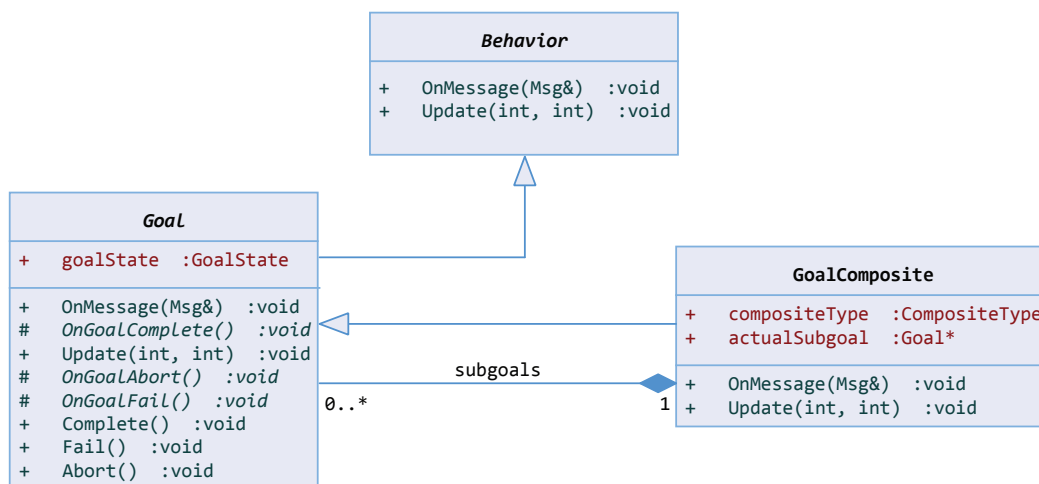 Behavior
+ OnMessage(Msg&) :void
+ Update(int, int) :void
Goal
+ goalState :GoalState
+ OnMessage(Msg&) :void
# OnGoalComplete() :void
+ Update(int, int) :void
# OnGoalAbort() :void
# OnGoalFail() :void
+ Complete() :void
+ Fail() :void
+ Abort() :void
subgoals
0..*
1
GoalComposite
+ compositeType :CompositeType
+ actualSubgoal :Goal*
+ OnMessage(Msg&) :void
+ Update(int, int) :void